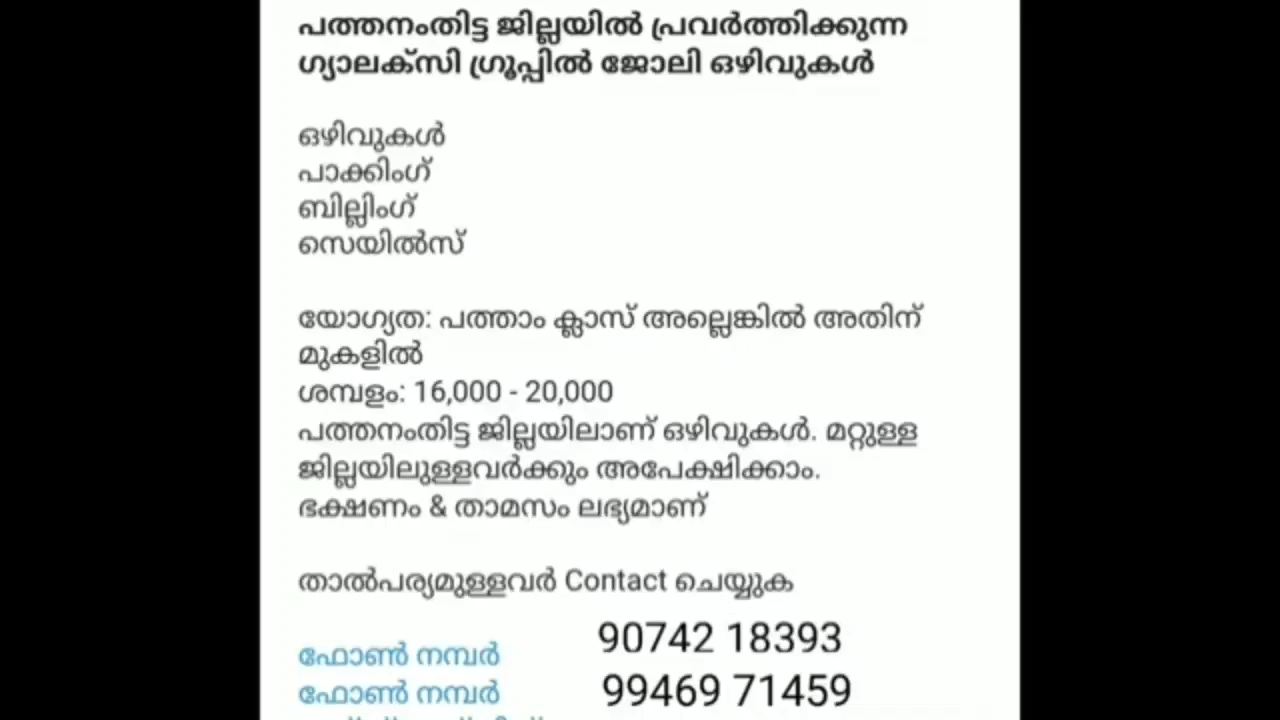 പത്തനംതിട്ട ജില്ലയിൽ പ്രവർത്തിക്കുന്ന
ഗ്യാലക്സി ഗ്രൂപ്പിൽ ജോലി ഒഴിവുകൾ
ഒഴിവുകൾ
പാക്കിംഗ്
ബില്ലിംഗ്
സെയിൽസ്
യോഗ്യത: പത്താം ക്ലാസ് അല്ലെങ്കിൽ അതിന്
മുകളിൽ
ശമ്പളം: 16,000 - 20,000
പത്തനംതിട്ട ജില്ലയിലാണ് ഒഴിവുകൾ. മറ്റുള്ള
ജില്ലയിലുള്ളവർക്കും അപേക്ഷിക്കാം.
ഭക്ഷണം & താമസം ലഭ്യമാണ്
താൽപര്യമുള്ളവർ Contact ചെയ്യുക
ഫോൺ നമ്പർ 90742 18393
ഫോൺ നമ്പർ 99469 71459